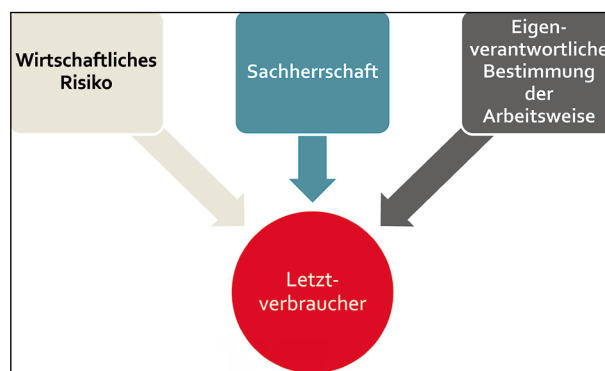 Wirtschaftliches
Risiko
Sachherrschaft
Eigen-
verantwortliche
Bestimmung
der
Arbeitsweise
Letzt-
verbraucher